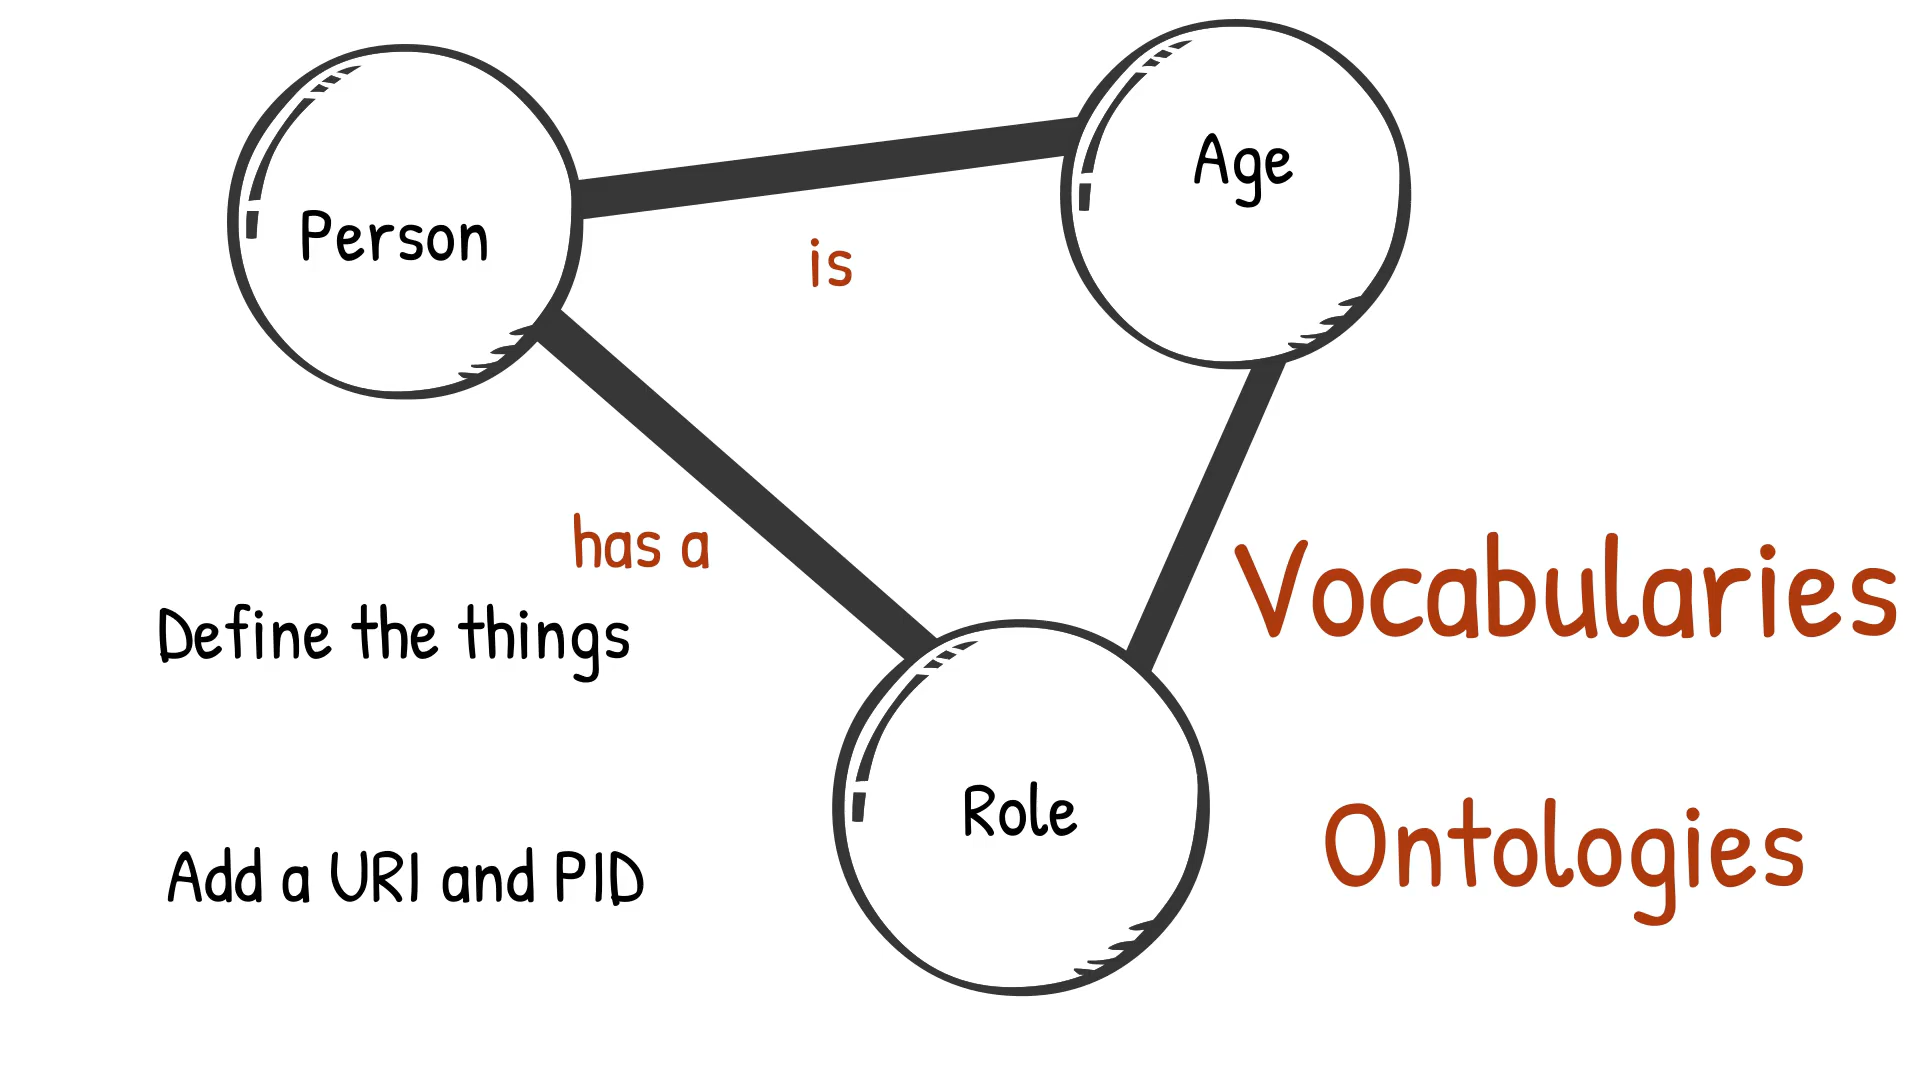 Age
Person
is
has a
Vocabularies
Define the things
Role
Ontologies
Add a URI and PID